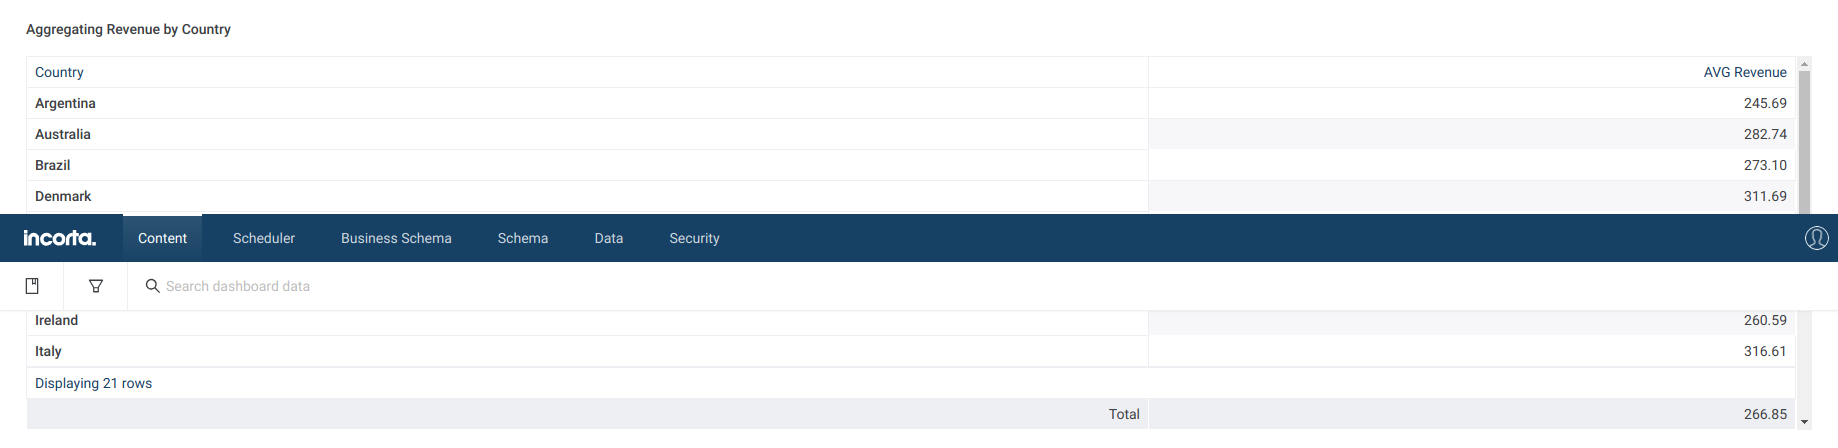 Aggregating Revenue by Country
Country AVG Revenue
Argentina 245.69
Australia 282.74
Brazil 273.10
Denmark 311.69
incorta. Content Scheduler Business Schema Schema Data Security
Search dashboard data
Ireland 260.59
Italy 316.61
Displaying 21 rows
Total 266.85